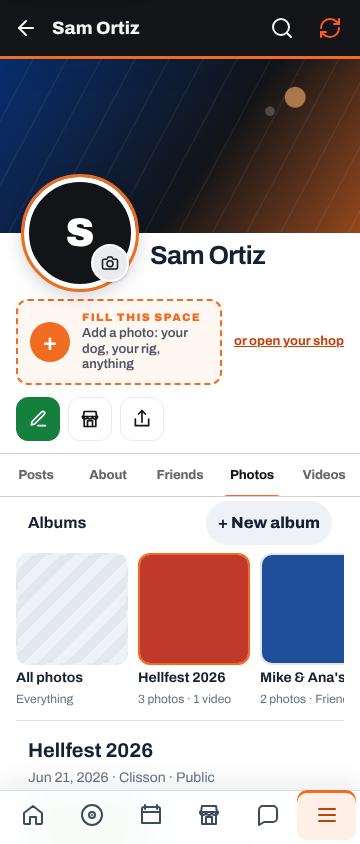 Sam Ortiz
S
Sam Ortiz
FILL THIS SPACE
Add a photo: your
dog, your rig,
anything
or open your shop
Posts
About
Friends
Photos
Videos
Albums
+ New album
All photos
Everything
Hellfest 2026
3 photos · 1 video
Mike & Ana's
2 photos ·
Hellfest 2026
Jun 21, 2026 · Clisson · Public